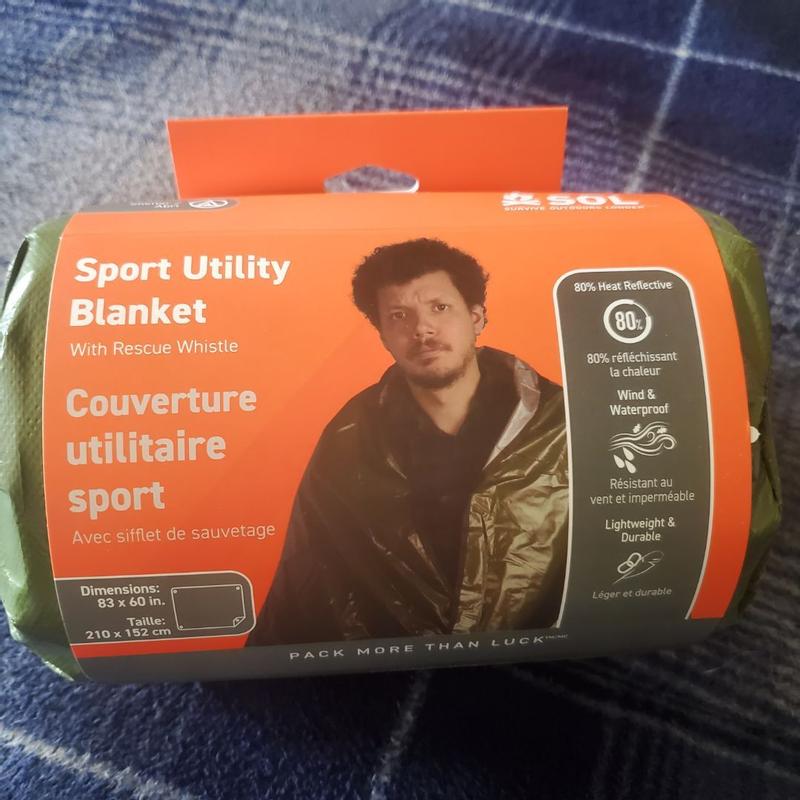 SOL
SURVIVE OUTDOORS LONGER
Sport Utility
Blanket
With Rescue Whistle
Couverture
utilitaire
sport
Avec sifflet de sauvetage
Dimensions:
83 x 60 in.
Taille:
210 x 152 cm
80% Heat Reflective
80%
80% réfléchissant
la chaleur
Wind &
Waterproof
Résistant au
vent et imperméable
Lightweight &
Durable
Léger et durable
PACK MORE THAN LUCK™/MC